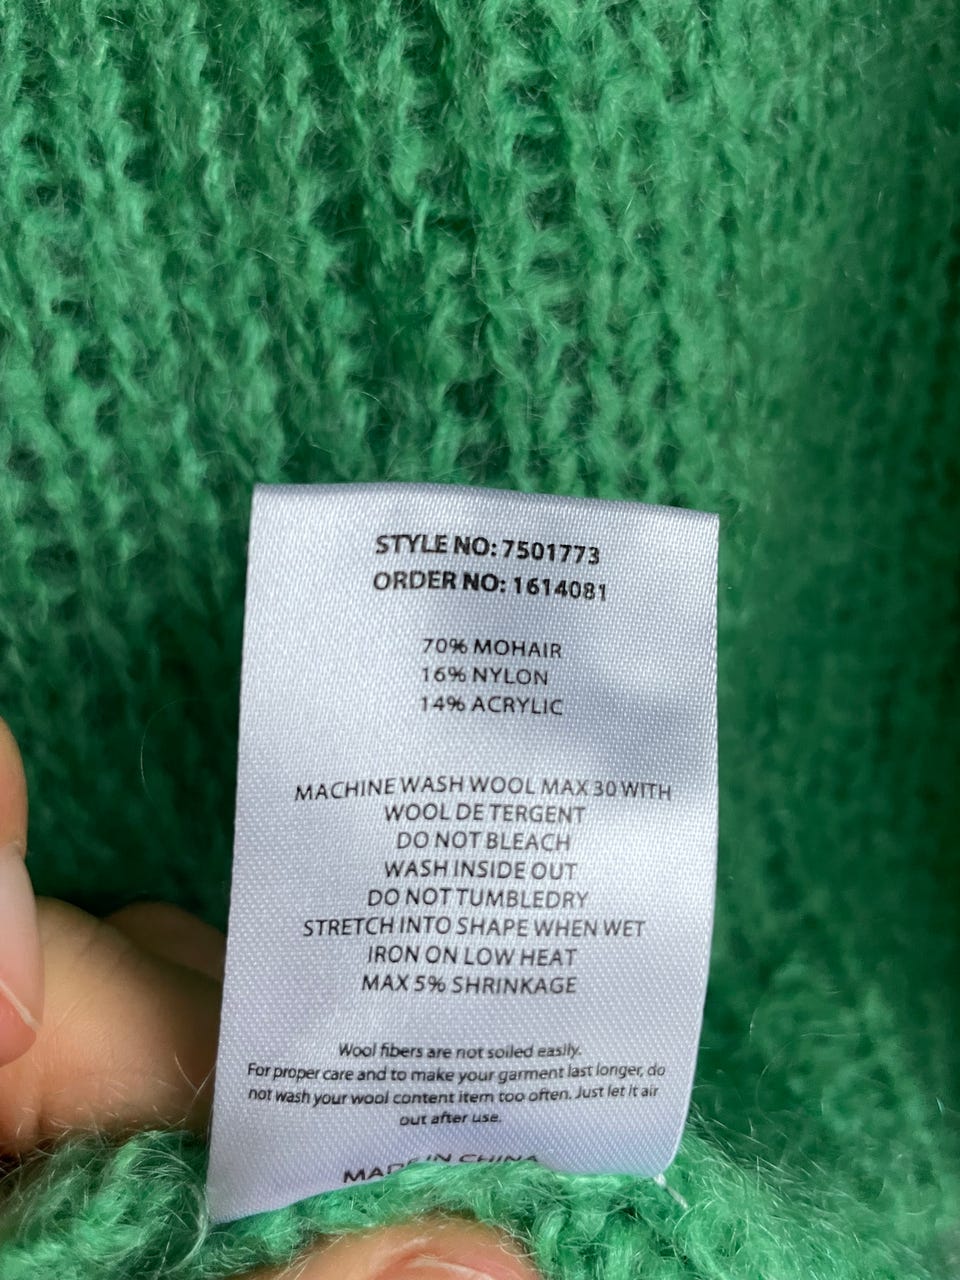 STYLE NO: 7501773
ORDER NO: 1614081
70% MOHAIR
16% NYLON
14% ACRYLIC
MACHINE WASH WOOL MAX 30 WITH
WOOL DE TERGENT
DO NOT BLEACH
WASH INSIDE OUT
DO NOT TUMBLEDRY
STRETCH INTO SHAPE WHEN WET
IRON ON LOW HEAT
MAX 5% SHRINKAGE
Wool fibers are not soiled easily.
For proper care and to make your garment last longer, do
not wash your wool content item too often. Just let it air
out after use.
MADE IN CHINA